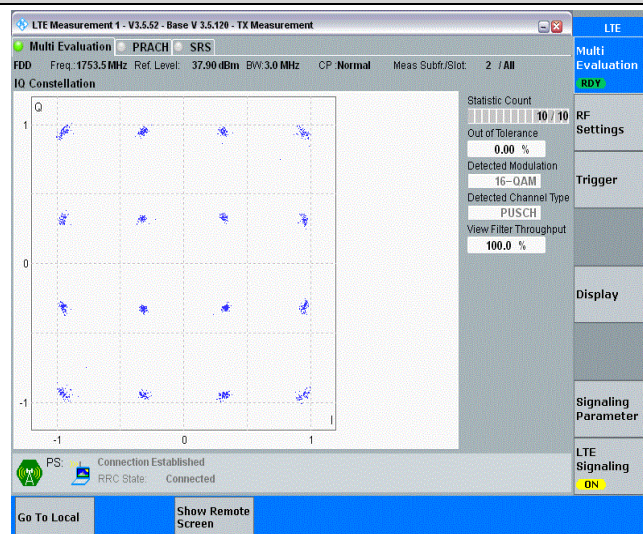 LTE Measurement 1 - V3.5.52 - Base V 3.5.120 - TX Measurement
LTE
Multi Evaluation PRACH SRS
Multi
Evaluation
RDY
FDD Freq.:1753.5 MHz Ref. Level: 37.90 dBm BW:3.0 MHz CP :Normal Meas Subfr./Slot: 2 / All
IQ Constellation
Q
1
0
-1
-1 0 1
I
Statistic Count
10 / 10
Out of Tolerance
0.00 %
Detected Modulation
16-QAM
Detected Channel Type
PUSCH
View Filter Throughput
100.0 %
RF
Settings
Trigger
Display
Signaling
Parameter
LTE
Signaling
ON
PS: Connection Established
RRC State: Connected
Go To Local
Show Remote
Screen